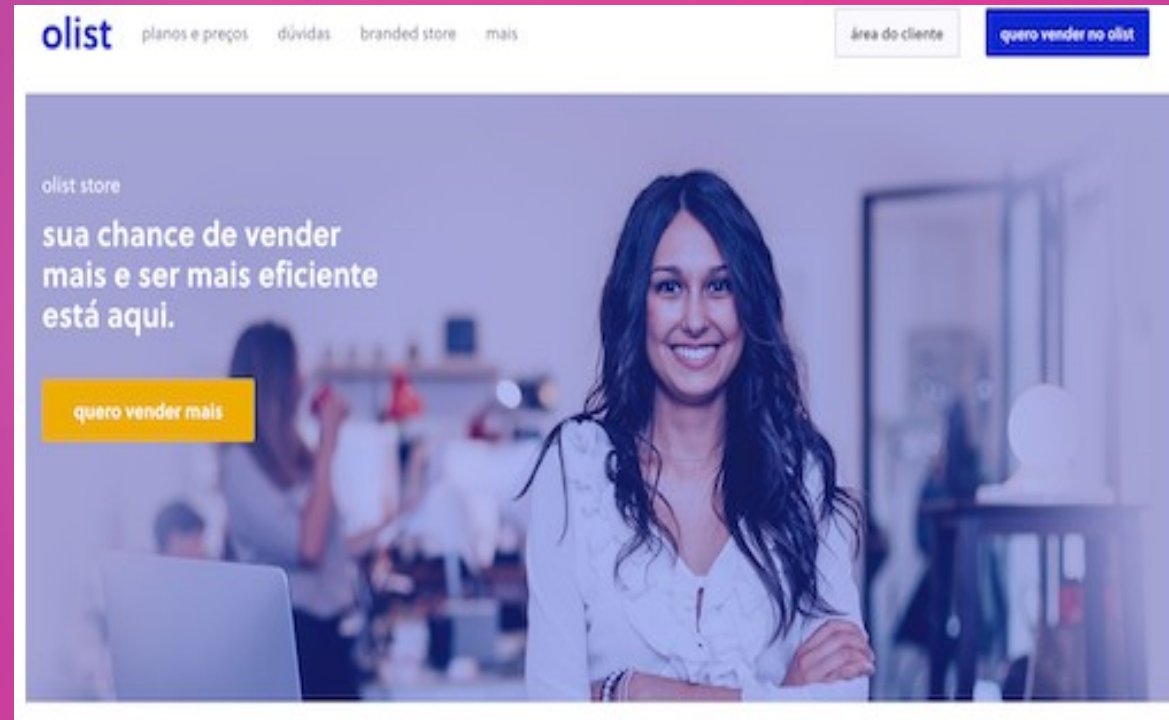 olist
planos e preços
dúvidas
branded store
mais
área do cliente
quero vender no olist
olist store
sua chance de vender
mais e ser mais eficiente
está aqui.
quero vender mais